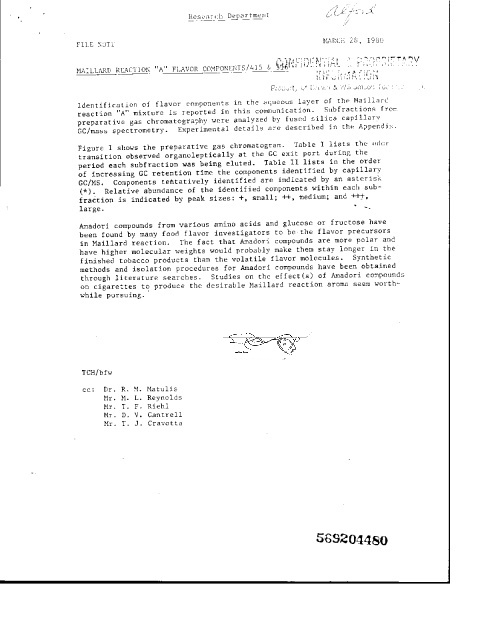 Research Department
Alford
FILE NOTE
MARCH 28, 1980
MAILLARD REACTION "A" FLAVOR COMPONENTS/415 &
CONFIDENTIAL & PROPRIETARY
INFORMATION
Identification of flavor components in the aqueous layer of the Maillard
reaction "A" mixture is reported in this communication. Subfractions from
preparative gas chromatography were analyzed by fused silica capillary
GC/mass spectrometry. Experimental details are described in the Appendix.
Figure 1 shows the preparative gas chromatogram. Table I lists the odor
transition observed organoleptically at the GC exit port during the
period each subfraction was being eluted. Table II lists in the order
of increasing GC retention time the components identified by capillary
GC/MS. Components tentatively identified are indicated by an asterisk
(*). Relative abundance of the identified components within each sub-
fraction is indicated by peak sizes: +, small; ++, medium; and +++,
large.
Amadori compounds from various amino acids and glucose or fructose have
been found by many food flavor investigators to be the flavor precursors
in Maillard reaction. The fact that Amadori compounds are more polar and
have higher molecular weights would probably make them stay longer in the
finished tobacco products than the volatile flavor molecules. Synthetic
methods and isolation procedures for Amadori compounds have been obtained
through literature searches. Studies on the effect(s) of Amadori compounds
on cigarettes to produce the desirable Maillard reaction aroma seem worth-
while pursuing.
TCH/bfw
cc: Dr. R. M. Matulis
Mr. M. L. Reynolds
Mr. T. F. Riehl
Mr. D. V. Cantrell
Mr. T. J. Cravotta
569204480